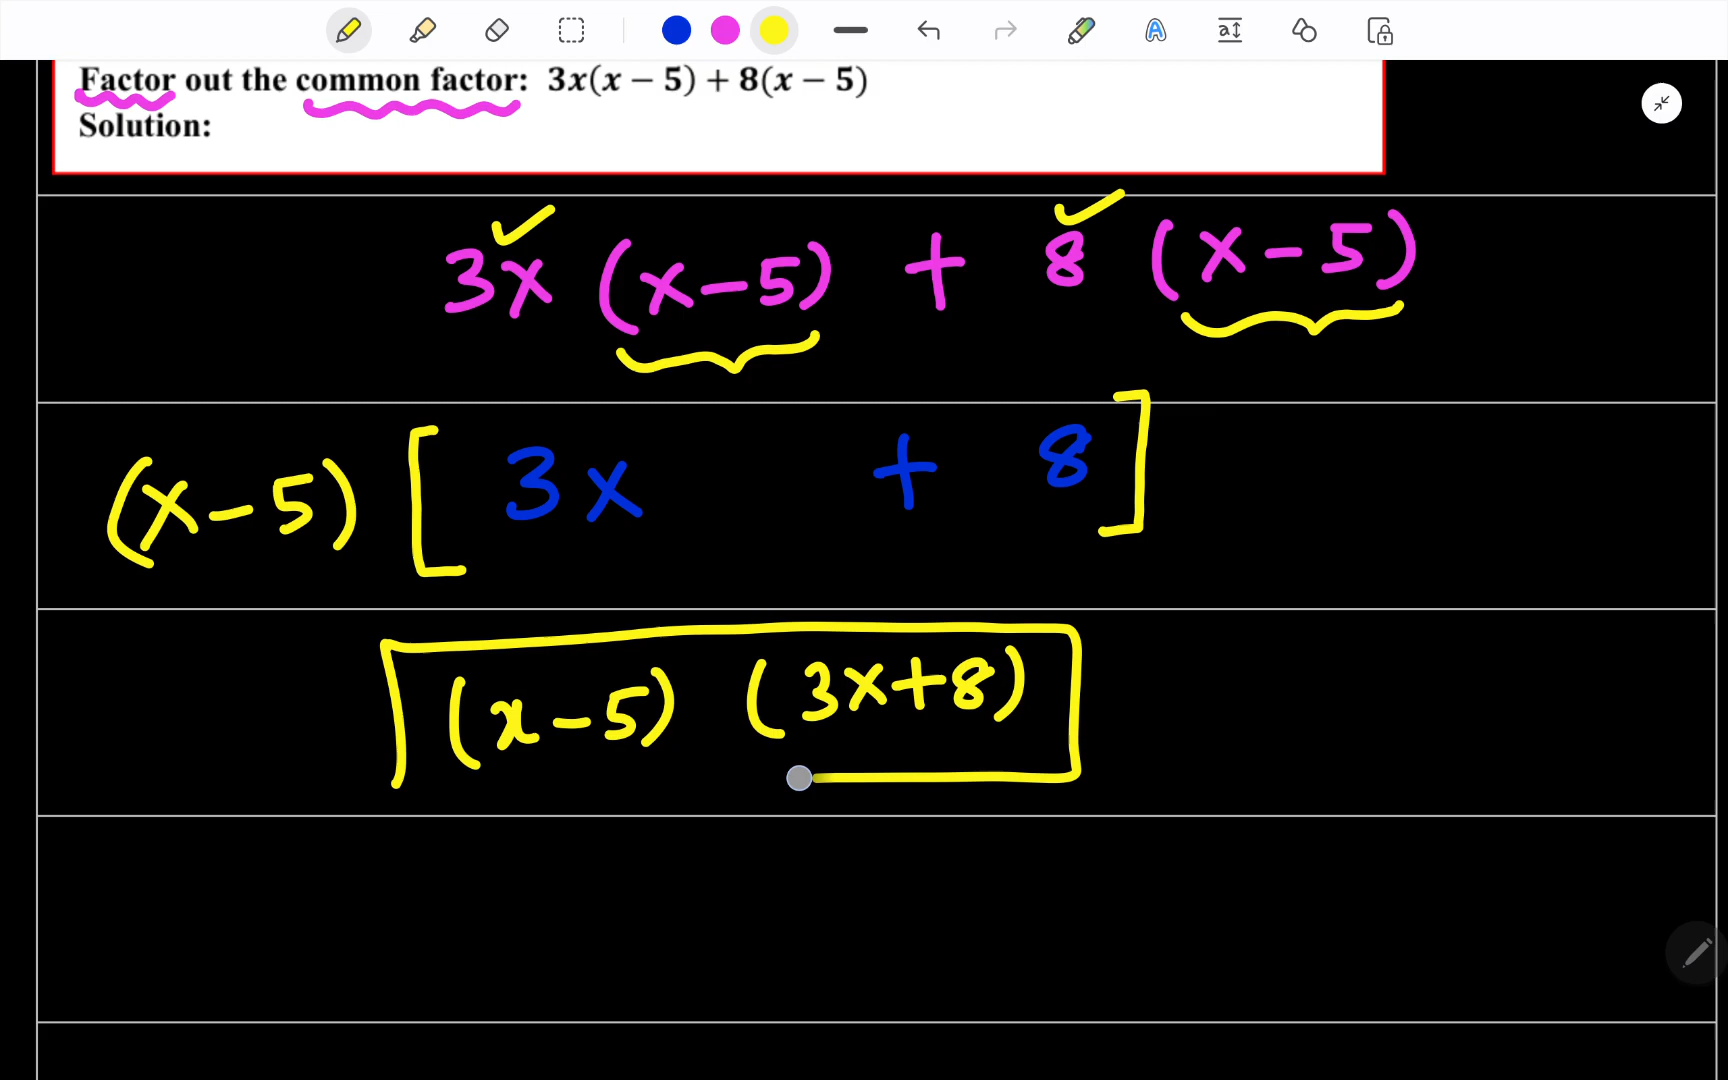 Factor out the common factor: 3x(x − 5) + 8(x − 5)
Solution:
3x (x−5) + 8 (x−5)
(x−5) [3x + 8]
(x−5) (3x+8)